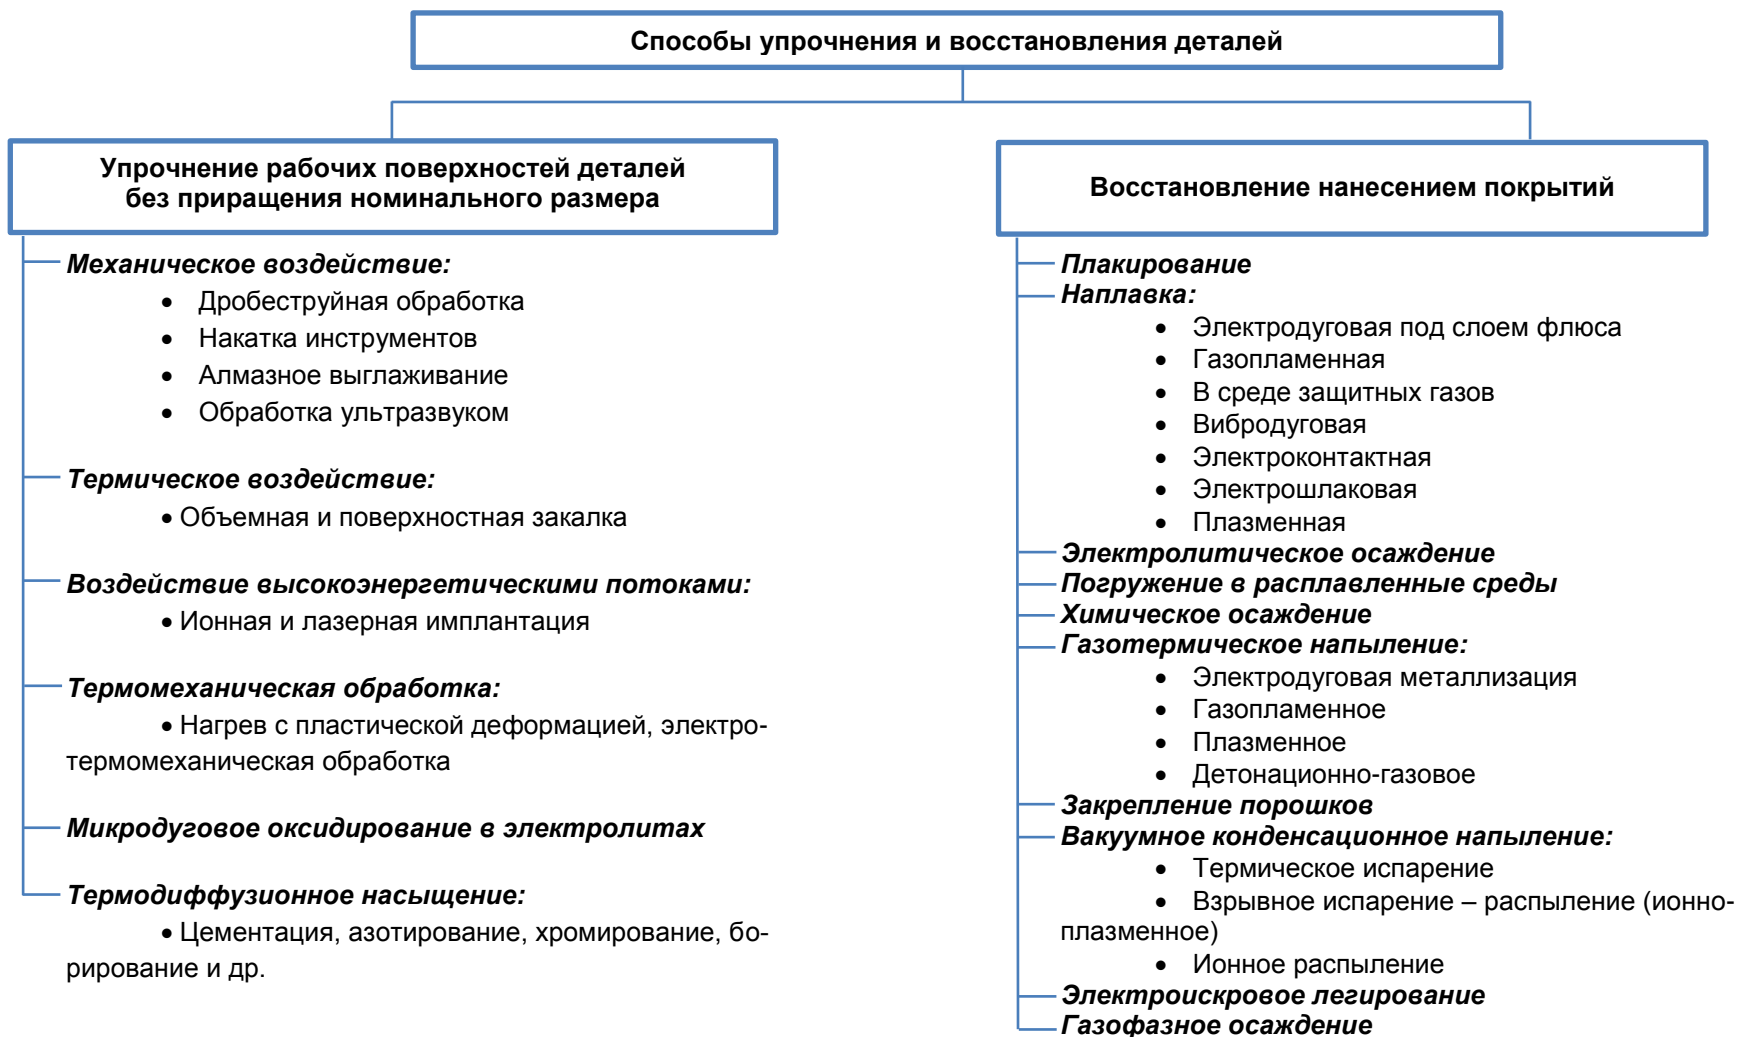 Способы упрочнения и восстановления деталей
Упрочнение рабочих поверхностей деталей
без приращения номинального размера
Механическое воздействие:
• Дробеструйная обработка
• Накатка инструментов
• Алмазное выглаживание
• Обработка ультразвуком
Термическое воздействие:
• Объемная и поверхностная закалка
Воздействие высокоэнергетическими потоками:
• Ионная и лазерная имплантация
Термомеханическая обработка:
• Нагрев с пластической деформацией, электро-
термомеханическая обработка
Микродуговое оксидирование в электролитах
Термодиффузионное насыщение:
• Цементация, азотирование, хромирование, бо-
рирование и др.
Восстановление нанесением покрытий
Плакирование
Наплавка:
• Электродуговая под слоем флюса
• Газопламенная
• В среде защитных газов
• Вибродуговая
• Электроконтактная
• Электрошлаковая
• Плазменная
Электролитическое осаждение
Погружение в расплавленные среды
Химическое осаждение
Газотермическое напыление:
• Электродуговая металлизация
• Газопламенное
• Плазменное
• Детонационно-газовое
Закрепление порошков
Вакуумное конденсационное напыление:
• Термическое испарение
• Взрывное испарение – распыление (ионно-
плазменное)
• Ионное распыление
Электроискровое легирование
Газофазное осаждение